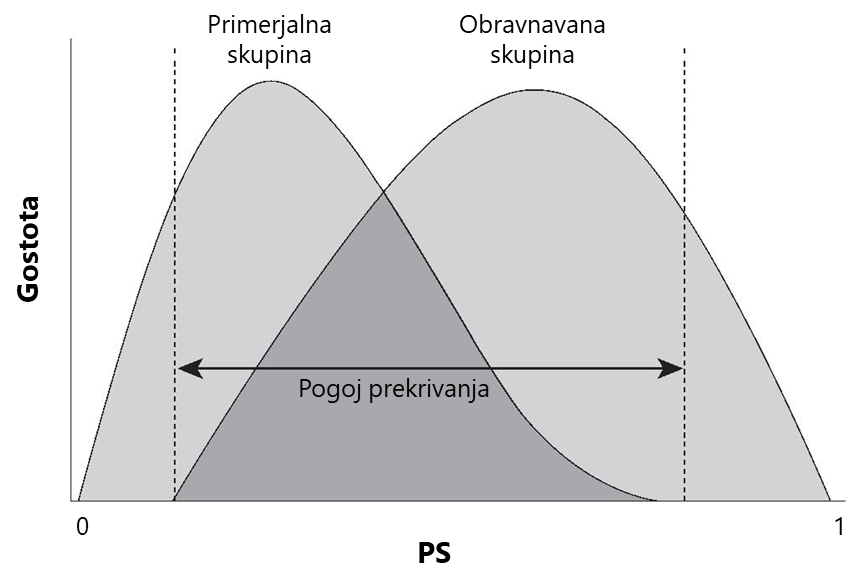 Primerjalna
skupina
Obravnavana
skupina
Gostota
Pogoj prekrivanja
0
1
PS